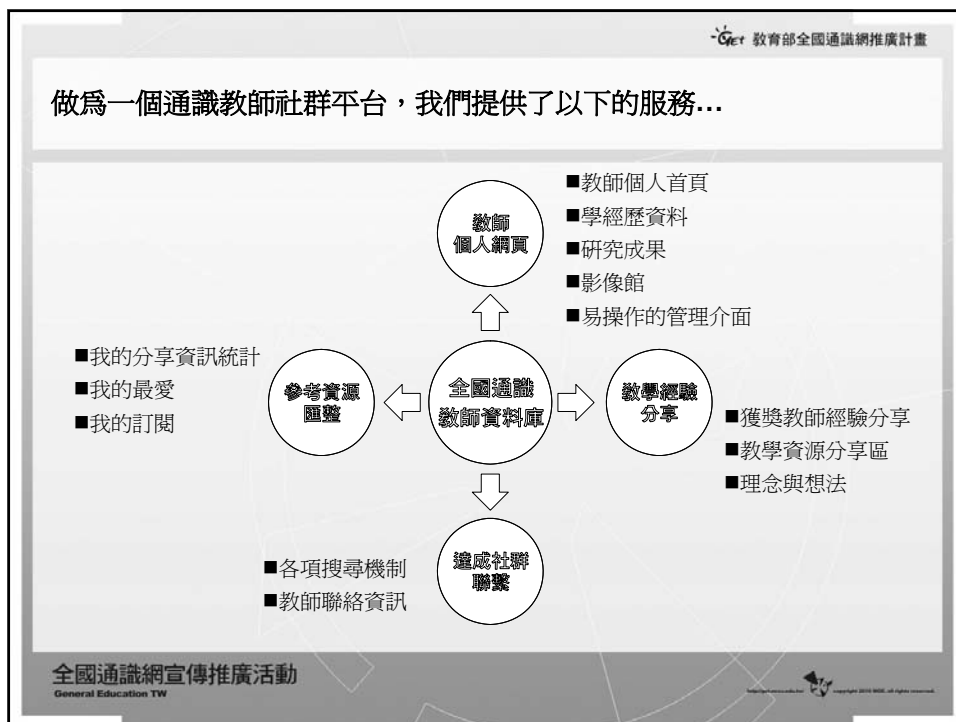 GET 教育部全國通識網推廣計畫
做為一個通識教師社群平台，我們提供了以下的服務...
教師
個人網頁
■教師個人首頁
■學經歷資料
■研究成果
■影像館
■易操作的管理介面
■我的分享資訊統計
■我的最愛
■我的訂閱
參考資源
匯整
全國通識
教師資料庫
教學經驗
分享
■獲獎教師經驗分享
■教學資源分享區
■理念與想法
■各項搜尋機制
■教師聯絡資訊
達成社群
聯繫
全國通識網宣傳推廣活動
General Education TW
copyright 2010 MOE, all rights reserved.